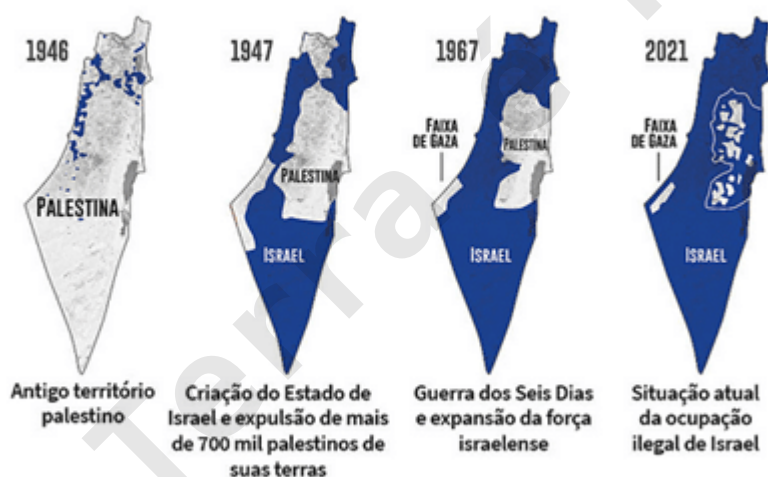 1946
PALESTINA
Antigo território
palestino
1947
PALESTINA
ISRAEL
Criação do Estado de
Israel e expulsão de mais
de 700 mil palestinos de
suas terras
1967
FAIXA
DE GAZA
PALESTINA
ISRAEL
Guerra dos Seis Dias
e expansão da força
israelense
2021
FAIXA
DE GAZA
ISRAEL
Situação atual
da ocupação
ilegal de Israel
Terra é